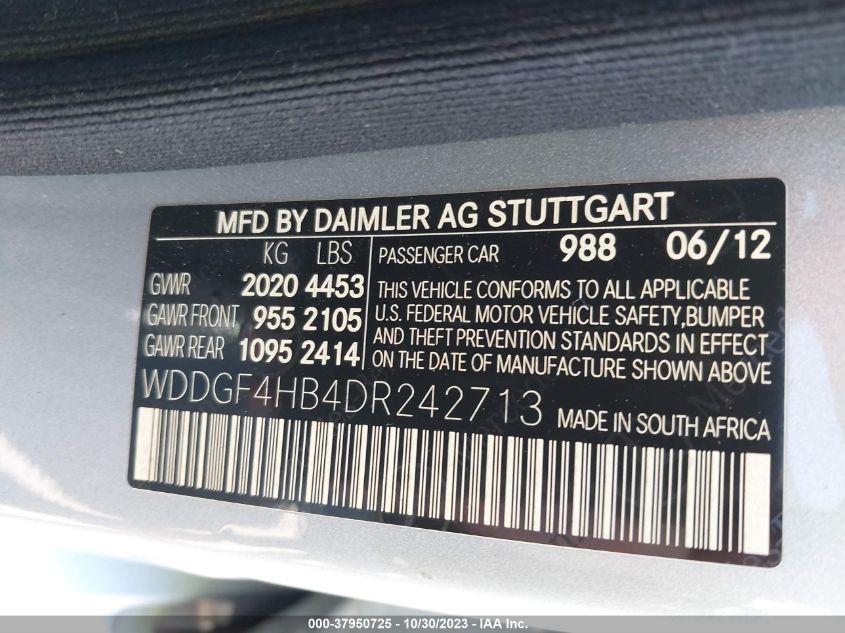 MFD BY DAIMLER AG STUTTGART
KG LBS
GVWR 2020 4453
GAWR FRONT 955 2105
GAWR REAR 1095 2414
PASSENGER CAR 988 06/12
THIS VEHICLE CONFORMS TO ALL APPLICABLE
U.S. FEDERAL MOTOR VEHICLE SAFETY,BUMPER
AND THEFT PREVENTION STANDARDS IN EFFECT
ON THE DATE OF MANUFACTURE SHOWN ABOVE
WDDGF4HB4DR242713 MADE IN SOUTH AFRICA
000-37950725 - 10/30/2023 - IAA Inc.